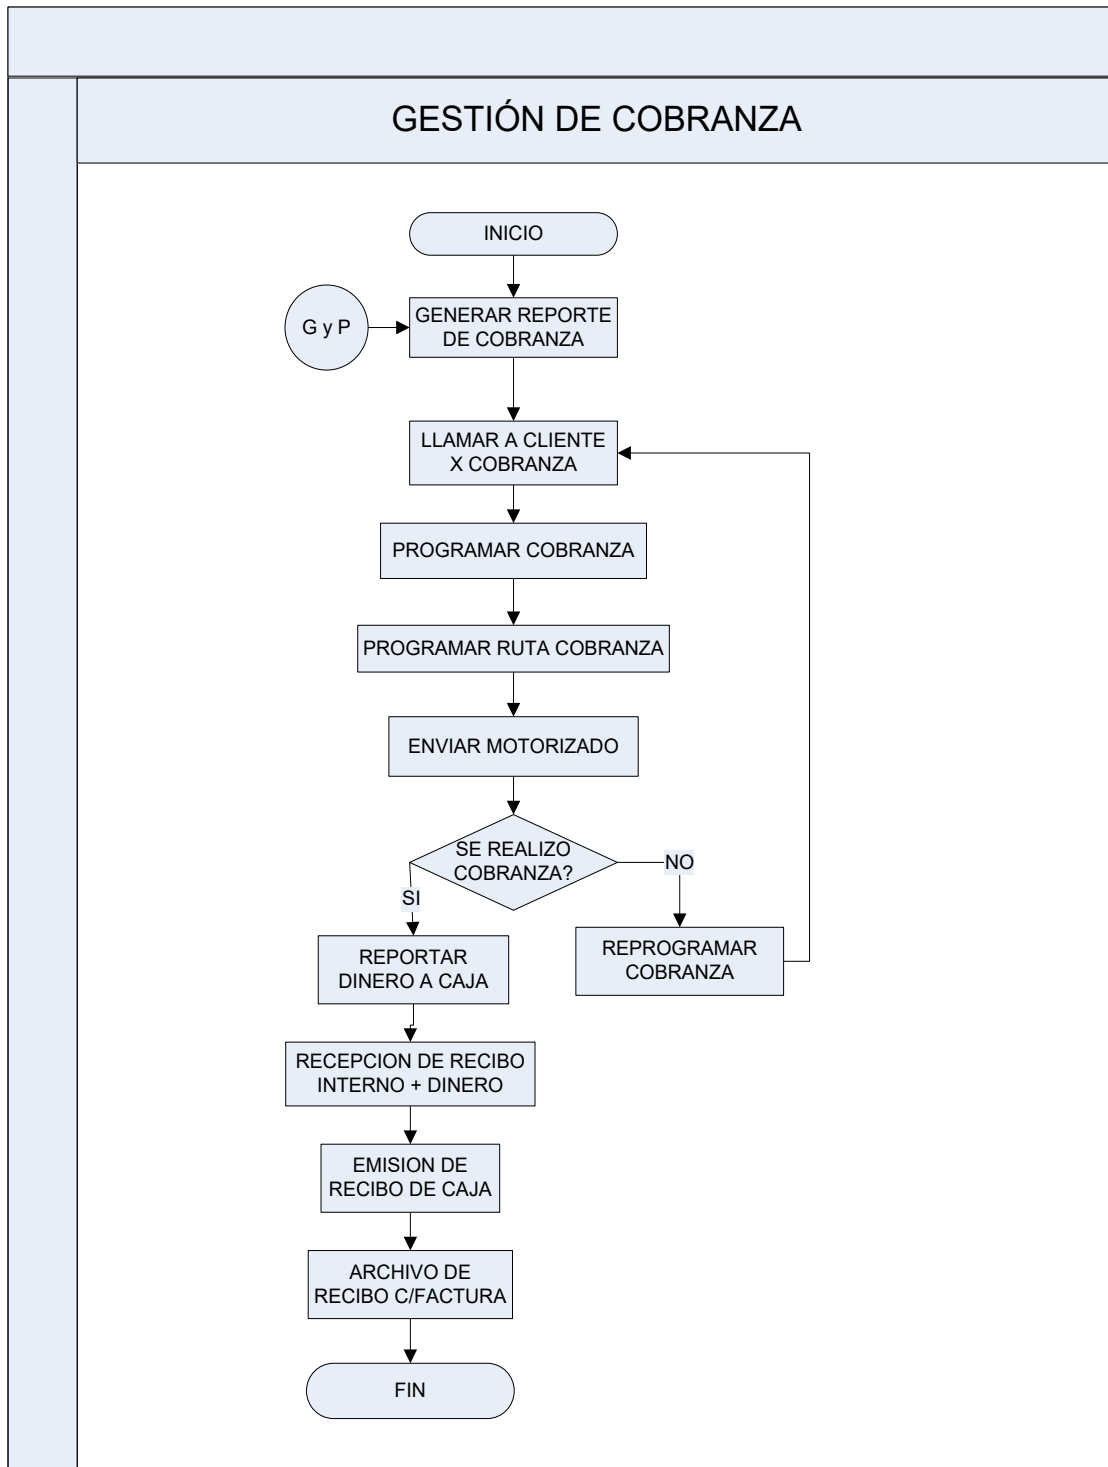 GESTIÓN DE COBRANZA
INICIO
G y P
GENERAR REPORTE
DE COBRANZA
LLAMAR A CLIENTE
X COBRANZA
PROGRAMAR COBRANZA
PROGRAMAR RUTA COBRANZA
ENVIAR MOTORIZADO
SE REALIZO
COBRANZA?
NO
SI
REPORTAR
DINERO A CAJA
REPROGRAMAR
COBRANZA
RECEPCION DE RECIBO
INTERNO + DINERO
EMISION DE
RECIBO DE CAJA
ARCHIVO DE
RECIBO C/FACTURA
FIN